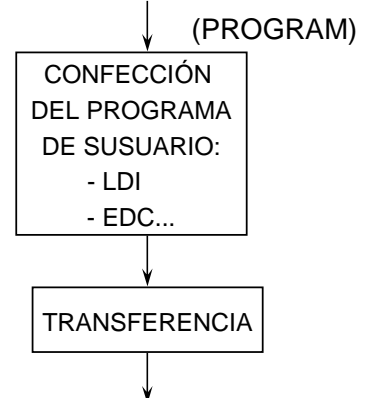 (PROGRAM)
CONFECCIÓN
DEL PROGRAMA
DE SUSUARIO:
- LDI
- EDC...
TRANSFERENCIA